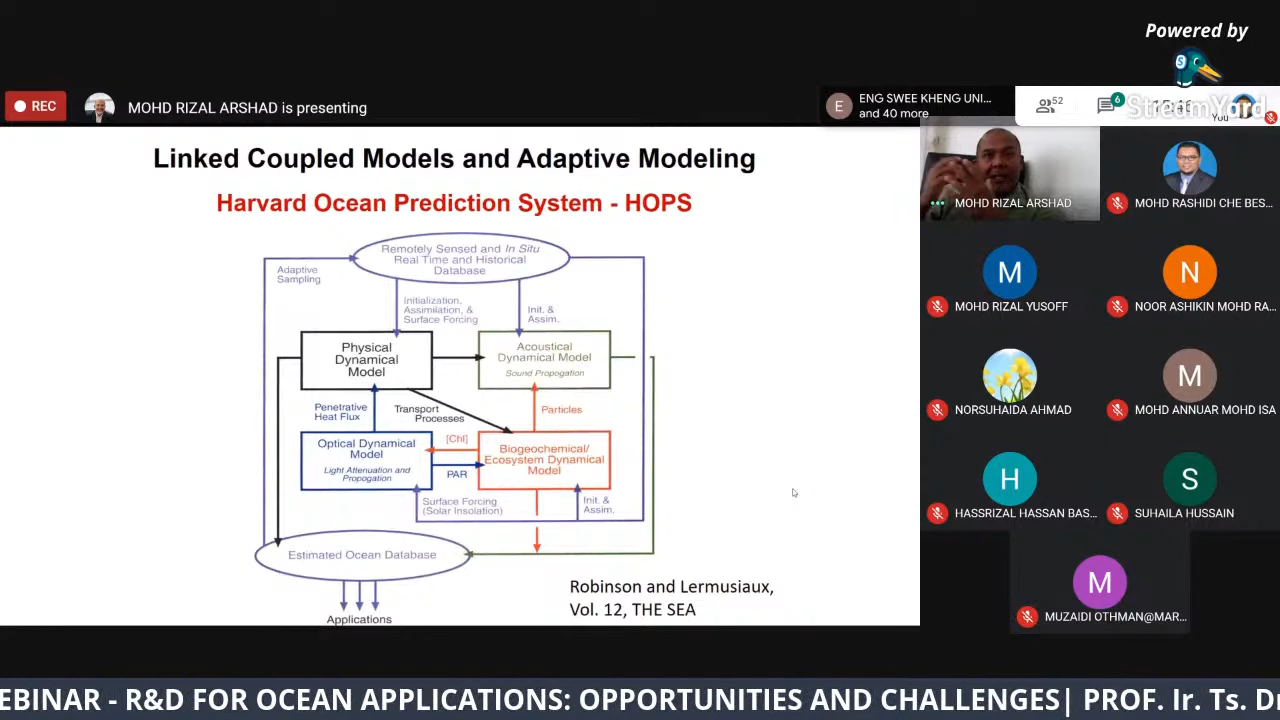 Powered by
REC
MOHD RIZAL ARSHAD is presenting
E
ENG SWEE KHENG UNI...
and 40 more
52
6
You
StreamYard
Linked Coupled Models and Adaptive Modeling
Harvard Ocean Prediction System - HOPS
Remotely Sensed and In Situ
Real Time and Historical
Database
Adaptive
Sampling
Initialization,
Assimilation, &
Surface Forcing
Init. &
Assim.
Physical
Dynamical
Model
Acoustical
Dynamical Model
Sound Propogation
Penetrative
Heat Flux
Transport
Processes
Particles
Optical Dynamical
Model
Light Attenuation and
Propogation
[Chl]
PAR
Biogeochemical/
Ecosystem Dynamical
Model
Surface Forcing
(Solar Insolation)
Init. &
Assim.
Estimated Ocean Database
Applications
Robinson and Lermusiaux,
Vol. 12, THE SEA
MOHD RIZAL ARSHAD
MOHD RASHIDI CHE BES...
M
MOHD RIZAL YUSOFF
N
NOOR ASHIKIN MOHD RA...
NORSUHAIDA AHMAD
M
MOHD ANNUAR MOHD ISA
H
HASSRIZAL HASSAN BAS...
S
SUHAILA HUSSAIN
M
MUZAIDI OTHMAN@MAR...
EBINAR - R&D FOR OCEAN APPLICATIONS: OPPORTUNITIES AND CHALLENGES| PROF. Ir. Ts. D